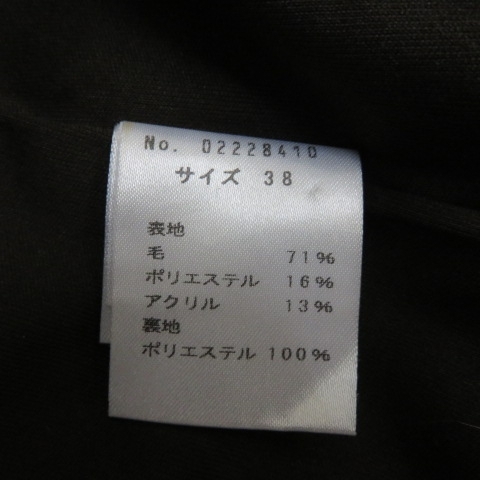 No. 02228410
サイズ 38
表地
毛 71%
ポリエステル 16%
アクリル 13%
裏地
ポリエステル 100%